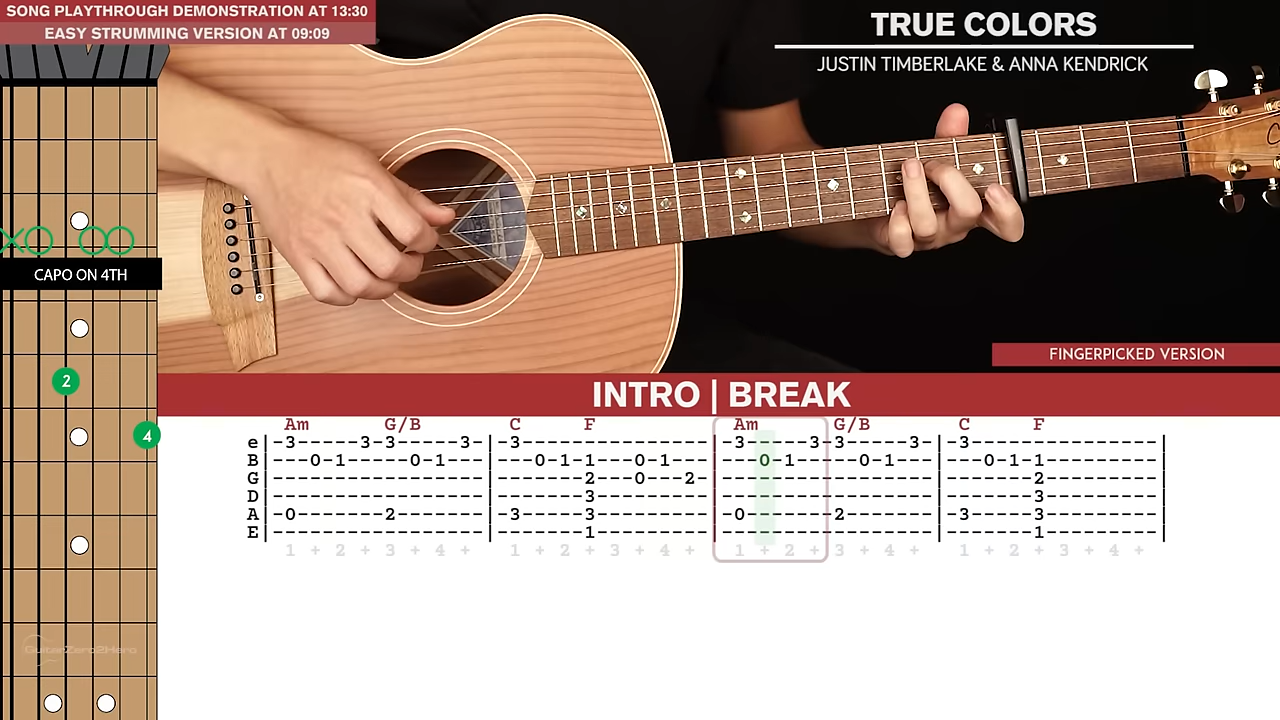 SONG PLAYTHROUGH DEMONSTRATION AT 13:30
EASY STRUMMING VERSION AT 09:09
TRUE COLORS
JUSTIN TIMBERLAKE & ANNA KENDRICK
CAPO ON 4TH
2
4
FINGERPICKED VERSION
INTRO | BREAK
Am G/B C F Am G/B C F
e|-3-----3-3-----3-|-3---------------|-3-----3-3-----3-|-3---------------|
B|---0-1-----0-1---|---0-1-1---0-1---|---0-1-----0-1---|---0-1-1---------|
G|-----------------|-------2---0---2-|-----------------|-------2---------|
D|-----------------|-------3---------|-----------------|-------3---------|
A|-0-------2-------|-3-----3---------|-0-------2-------|-3-----3---------|
E|-----------------|-------1---------|-----------------|-------1---------|
1 + 2 + 3 + 4 + 1 + 2 + 3 + 4 + 1 + 2 + 3 + 4 + 1 + 2 + 3 + 4 +
GuitarZero2Hero